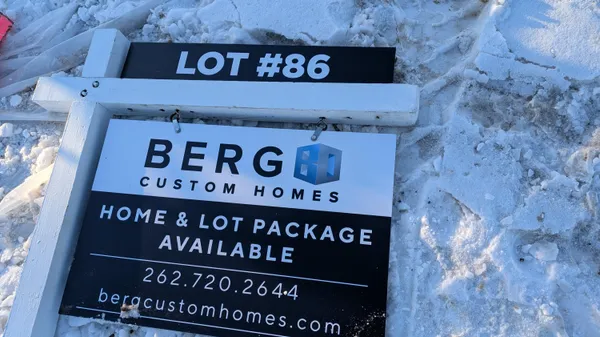 LOT #86
BERG
CUSTOM HOMES
HOME & LOT PACKAGE
AVAILABLE
262.720.2644
bergcustomhomes.com